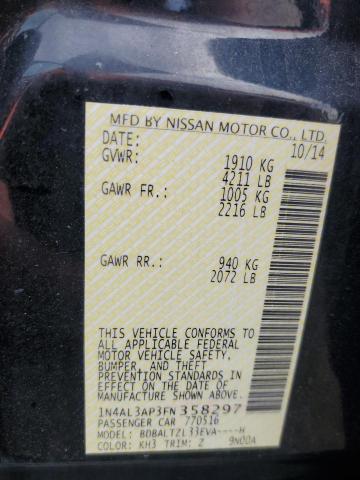 MFD BY NISSAN MOTOR CO., LTD.
DATE: 10/14
GVWR: 1910 KG
4211 LB
GAWR FR.: 1005 KG
2216 LB
GAWR RR.: 940 KG
2072 LB
THIS VEHICLE CONFORMS TO
ALL APPLICABLE FEDERAL
MOTOR VEHICLE SAFETY,
BUMPER, AND THEFT
PREVENTION STANDARDS IN
EFFECT ON THE DATE OF
MANUFACTURE SHOWN ABOVE.
1N4AL3AP3FN 358297
PASSENGER CAR 770516
MODEL: BDBALTZL33EVA----H
COLOR: KH3 TRIM: Z 9N00A